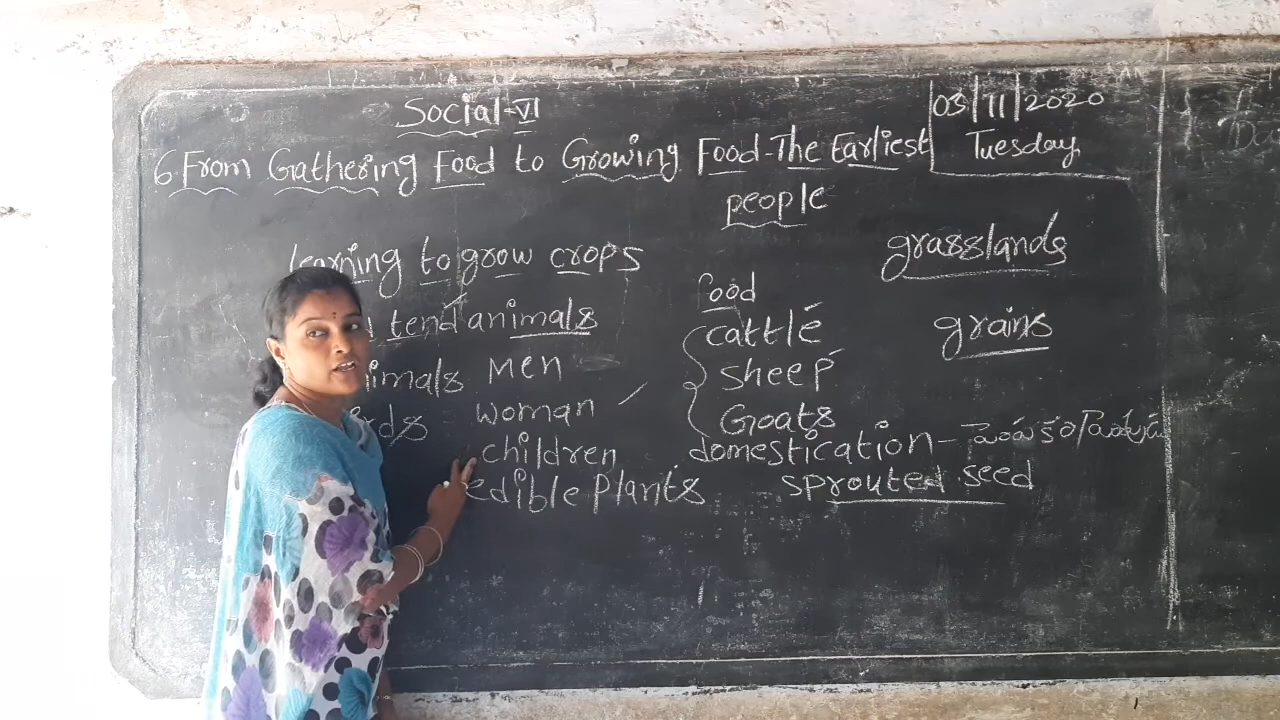 Social-VI
03/11/2020
Tuesday
6. From Gathering Food to Growing Food - The Earliest
people
learning to grow crops
grasslands
tend animals
food
cattle
sheep
Goats
grains
Men
woman
children
edible plants
domestication -
sprouted seed